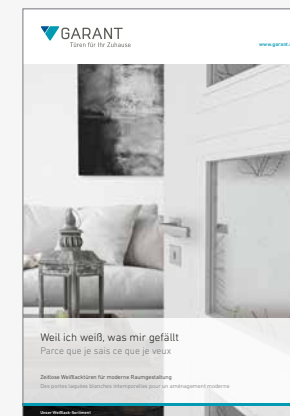 GARANT
Türen für Ihr Zuhause
www.garant.
Weil ich weiß, was mir gefällt
Parce que je sais ce que je veux
Zeitlose Weißlacktüren für moderne Raumgestaltung
Des portes laquées blanches intemporelles pour un aménagement moderne
Unser Weißlack-Sortiment